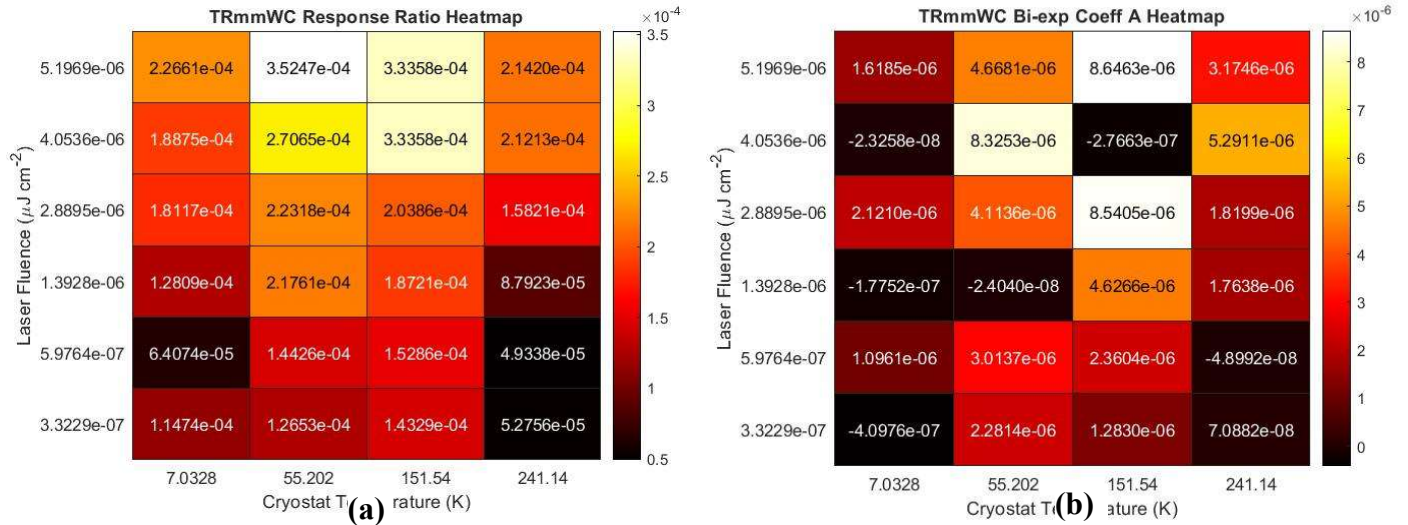 TRmmWC Response Ratio Heatmap
×10-4
Laser Fluence (μJ cm-2)
5.1969e-06 2.2661e-04 3.5247e-04 3.3358e-04 2.1420e-04
4.0536e-06 1.8875e-04 2.7065e-04 3.3358e-04 2.1213e-04
2.8895e-06 1.8117e-04 2.2318e-04 2.0386e-04 1.5821e-04
1.3928e-06 1.2809e-04 2.1761e-04 1.8721e-04 8.7923e-05
5.9764e-07 6.4074e-05 1.4426e-04 1.5286e-04 4.9338e-05
3.3229e-07 1.1474e-04 1.2653e-04 1.4329e-04 5.2756e-05
7.0328 55.202 151.54 241.14
Cryostat Te rature (K)
(a)
3.5
3
2.5
2
1.5
1
0.5
TRmmWC Bi-exp Coeff A Heatmap
×10-6
Laser Fluence (μJ cm-2)
5.1969e-06 1.6185e-06 4.6681e-06 8.6463e-06 3.1746e-06
4.0536e-06 -2.3258e-08 8.3253e-06 -2.7663e-07 5.2911e-06
2.8895e-06 2.1210e-06 4.1136e-06 8.5405e-06 1.8199e-06
1.3928e-06 -1.7752e-07 -2.4040e-08 4.6266e-06 1.7638e-06
5.9764e-07 1.0961e-06 3.0137e-06 2.3604e-06 -4.8992e-08
3.3229e-07 -4.0976e-07 2.2814e-06 1.2830e-06 7.0882e-08
7.0328 55.202 151.54 241.14
Cryostat Te ature (K)
(b)
8
7
6
5
4
3
2
1
0